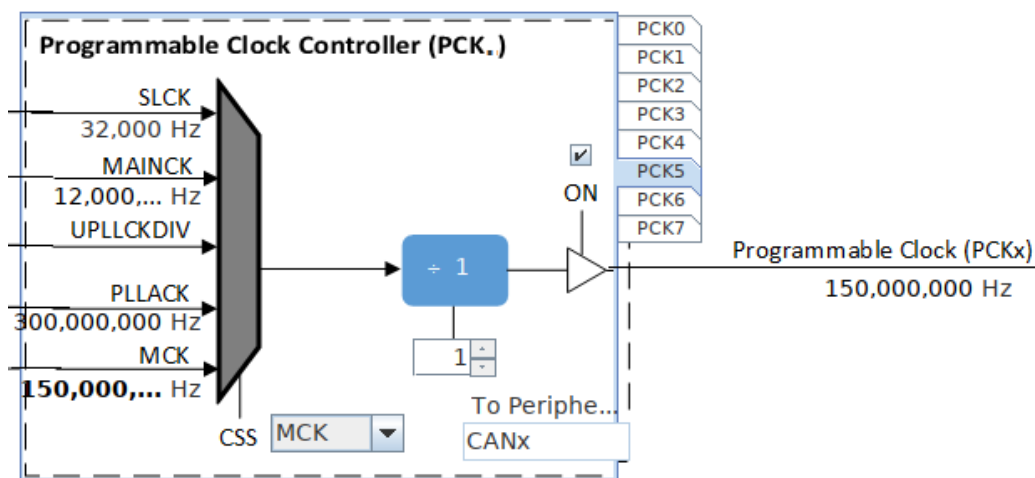 Programmable Clock Controller (PCK..)
SLCK
32,000 Hz
MAINCK
12,000,... Hz
UPLLCKDIV
PLLACK
300,000,000 Hz
MCK
150,000,... Hz
CSS
MCK
÷ 1
1
ON
To Periphe...
CANx
PCK0
PCK1
PCK2
PCK3
PCK4
PCK5
PCK6
PCK7
Programmable Clock (PCKx)
150,000,000 Hz